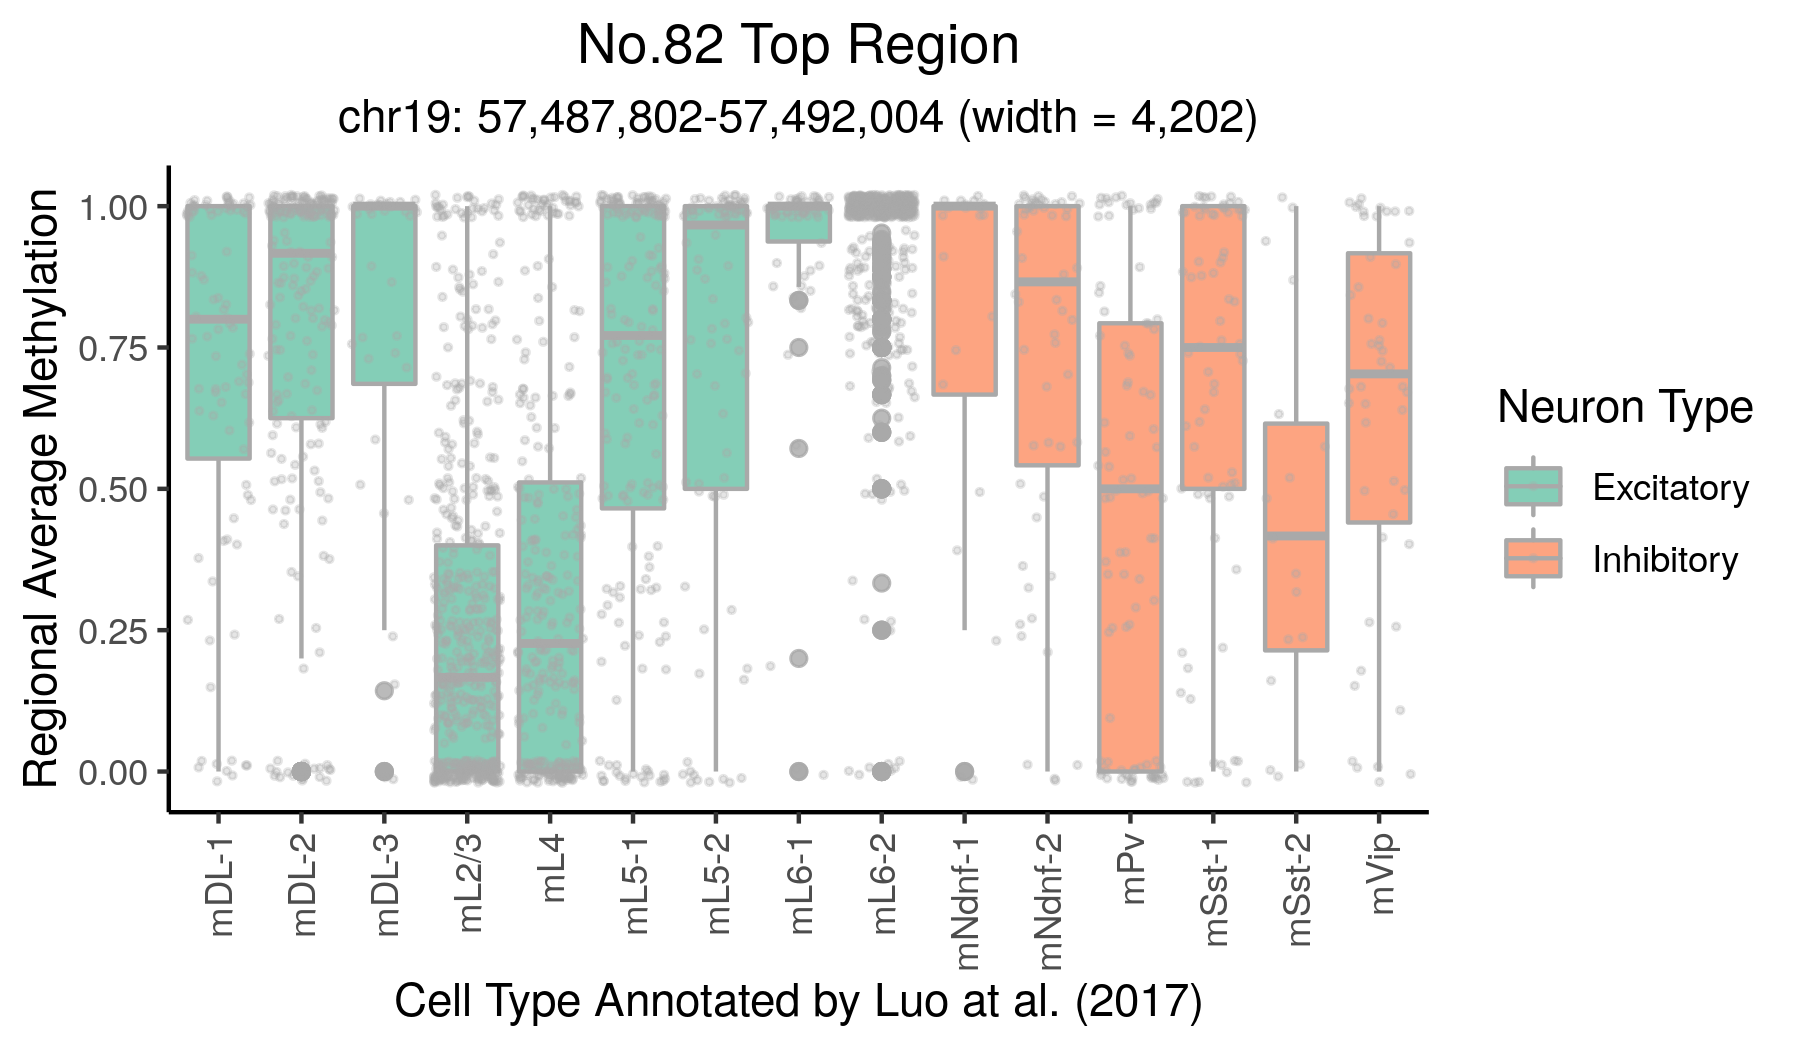 No.82 Top Region
chr19: 57,487,802-57,492,004 (width = 4,202)
Regional Average Methylation
1.00
0.75
0.50
0.25
0.00
mDL-1
mDL-2
mDL-3
mL2/3
mL4
mL5-1
mL5-2
mL6-1
mL6-2
mNdnf-1
mNdnf-2
mPv
mSst-1
mSst-2
mVip
Cell Type Annotated by Luo at al. (2017)
Neuron Type
Excitatory
Inhibitory